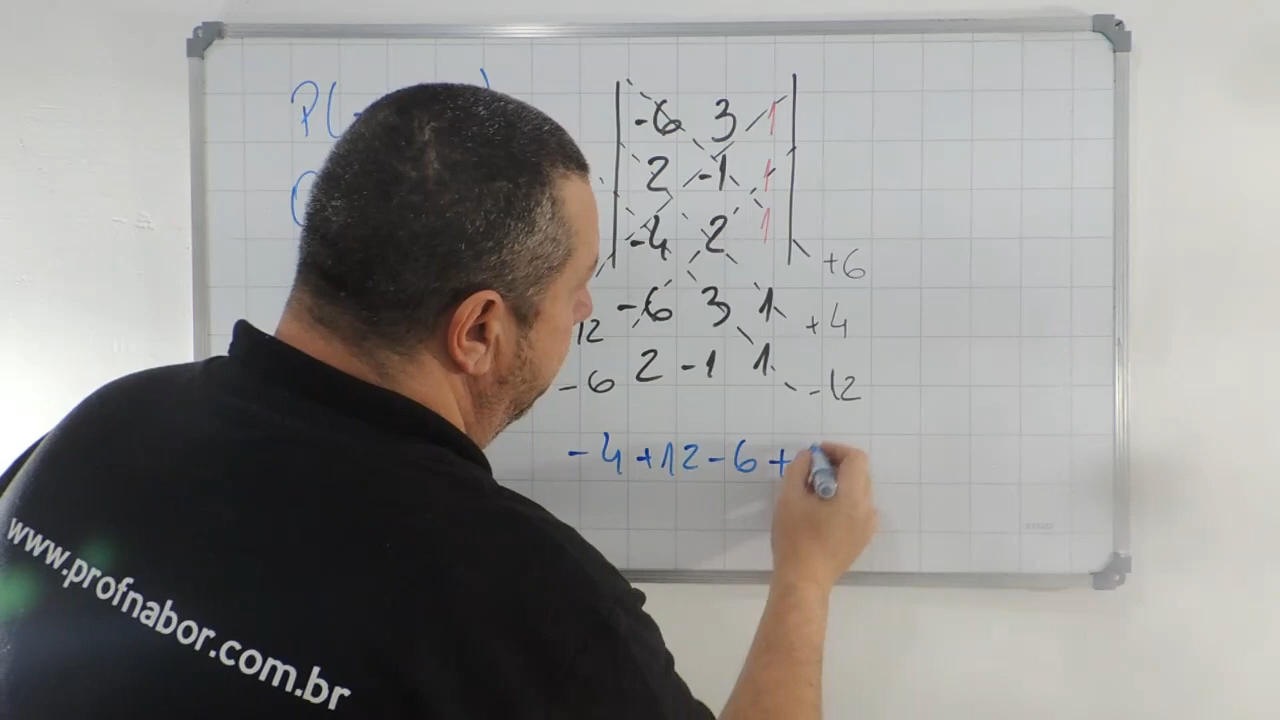 P(
-6 3 1
2 -1 1
-4 2 1
+6
-6 3 1
12 +4
2 -1 1
-6 -12
-4 +12 -6 +
www.profnabor.com.br